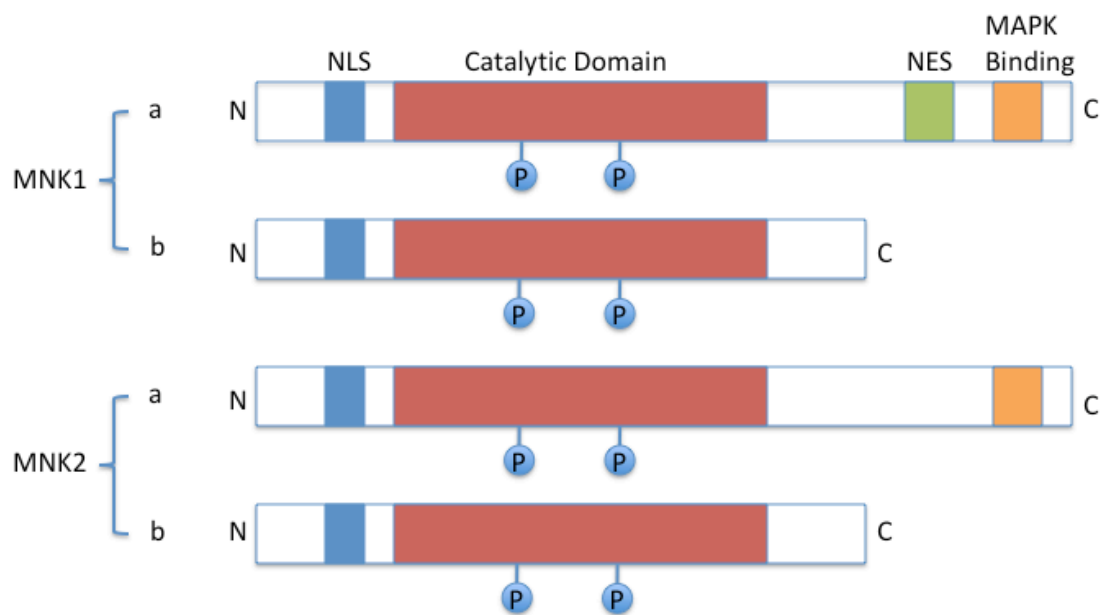 MAPK
NLS Catalytic Domain NES Binding
a N C
P P
MNK1
b N C
P P
a N C
P P
MNK2
b N C
P P